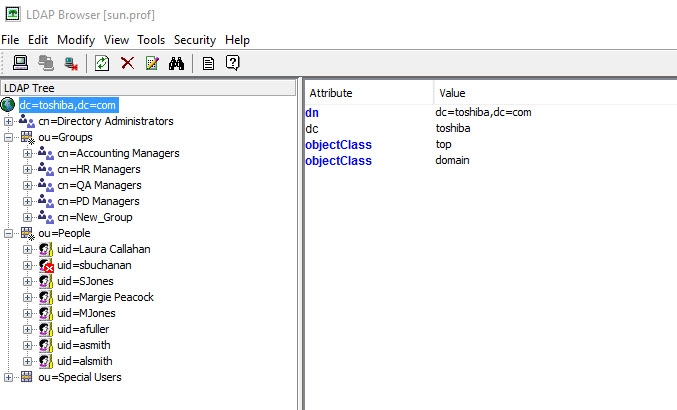 LDAP Browser [sun.prof]
File Edit Modify View Tools Security Help
LDAP Tree
dc=toshiba,dc=com
cn=Directory Administrators
ou=Groups
cn=Accounting Managers
cn=HR Managers
cn=QA Managers
cn=PD Managers
cn=New_Group
ou=People
uid=Laura Callahan
uid=sbuchanan
uid=SJones
uid=Margie Peacock
uid=MJones
uid=afuller
uid=asmith
uid=alsmith
ou=Special Users
Attribute Value
dn dc=toshiba,dc=com
dc toshiba
objectClass top
objectClass domain